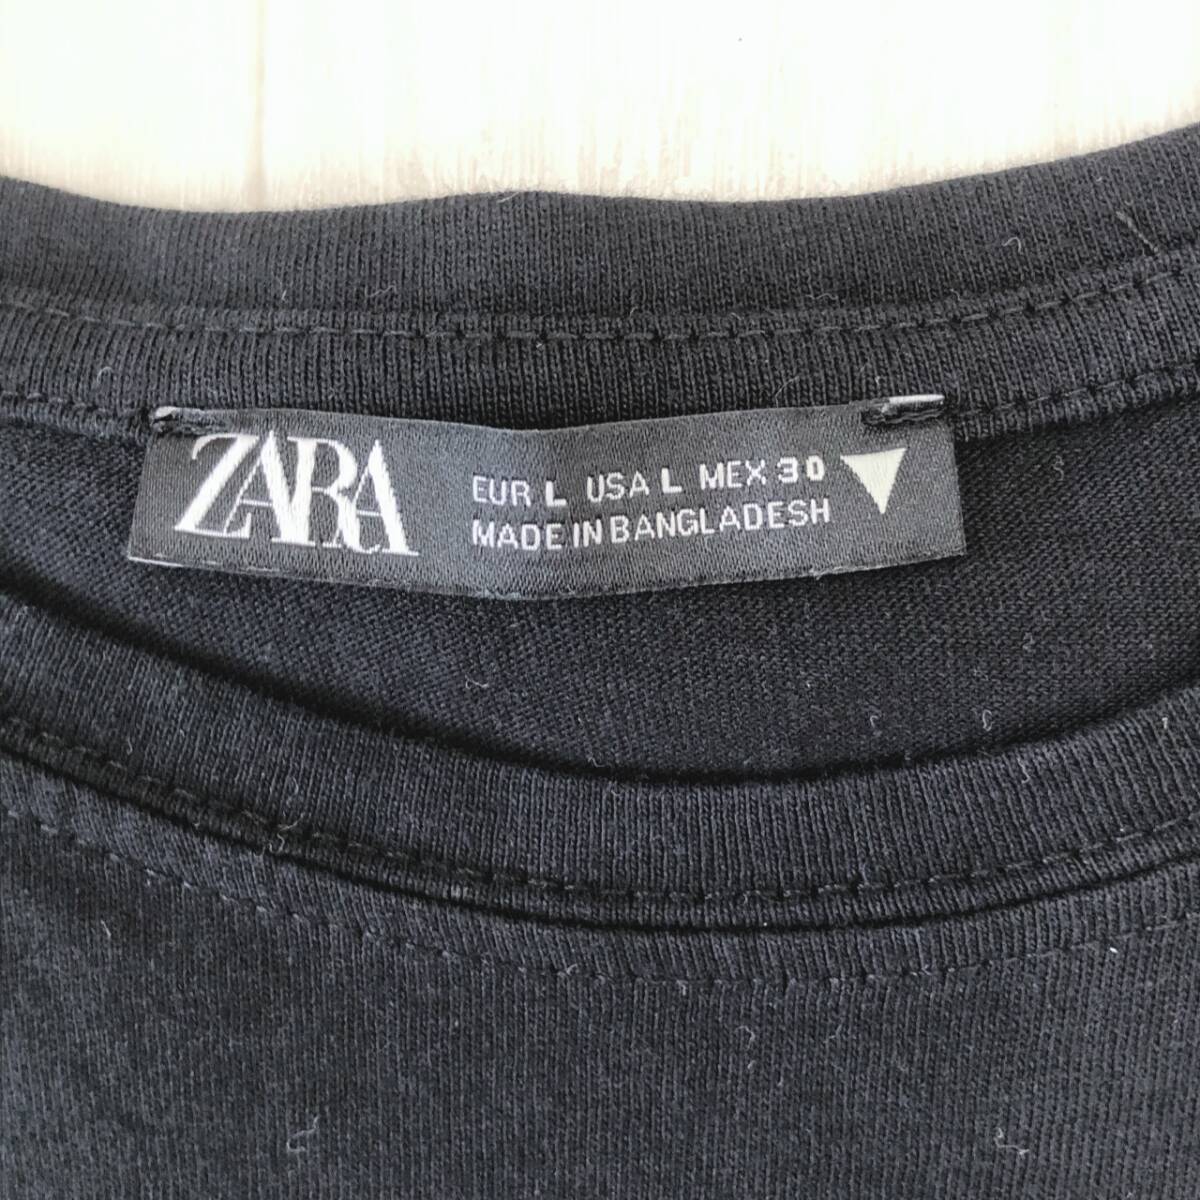 ZARA
EUR L USA L MEX 30
MADE IN BANGLADESH